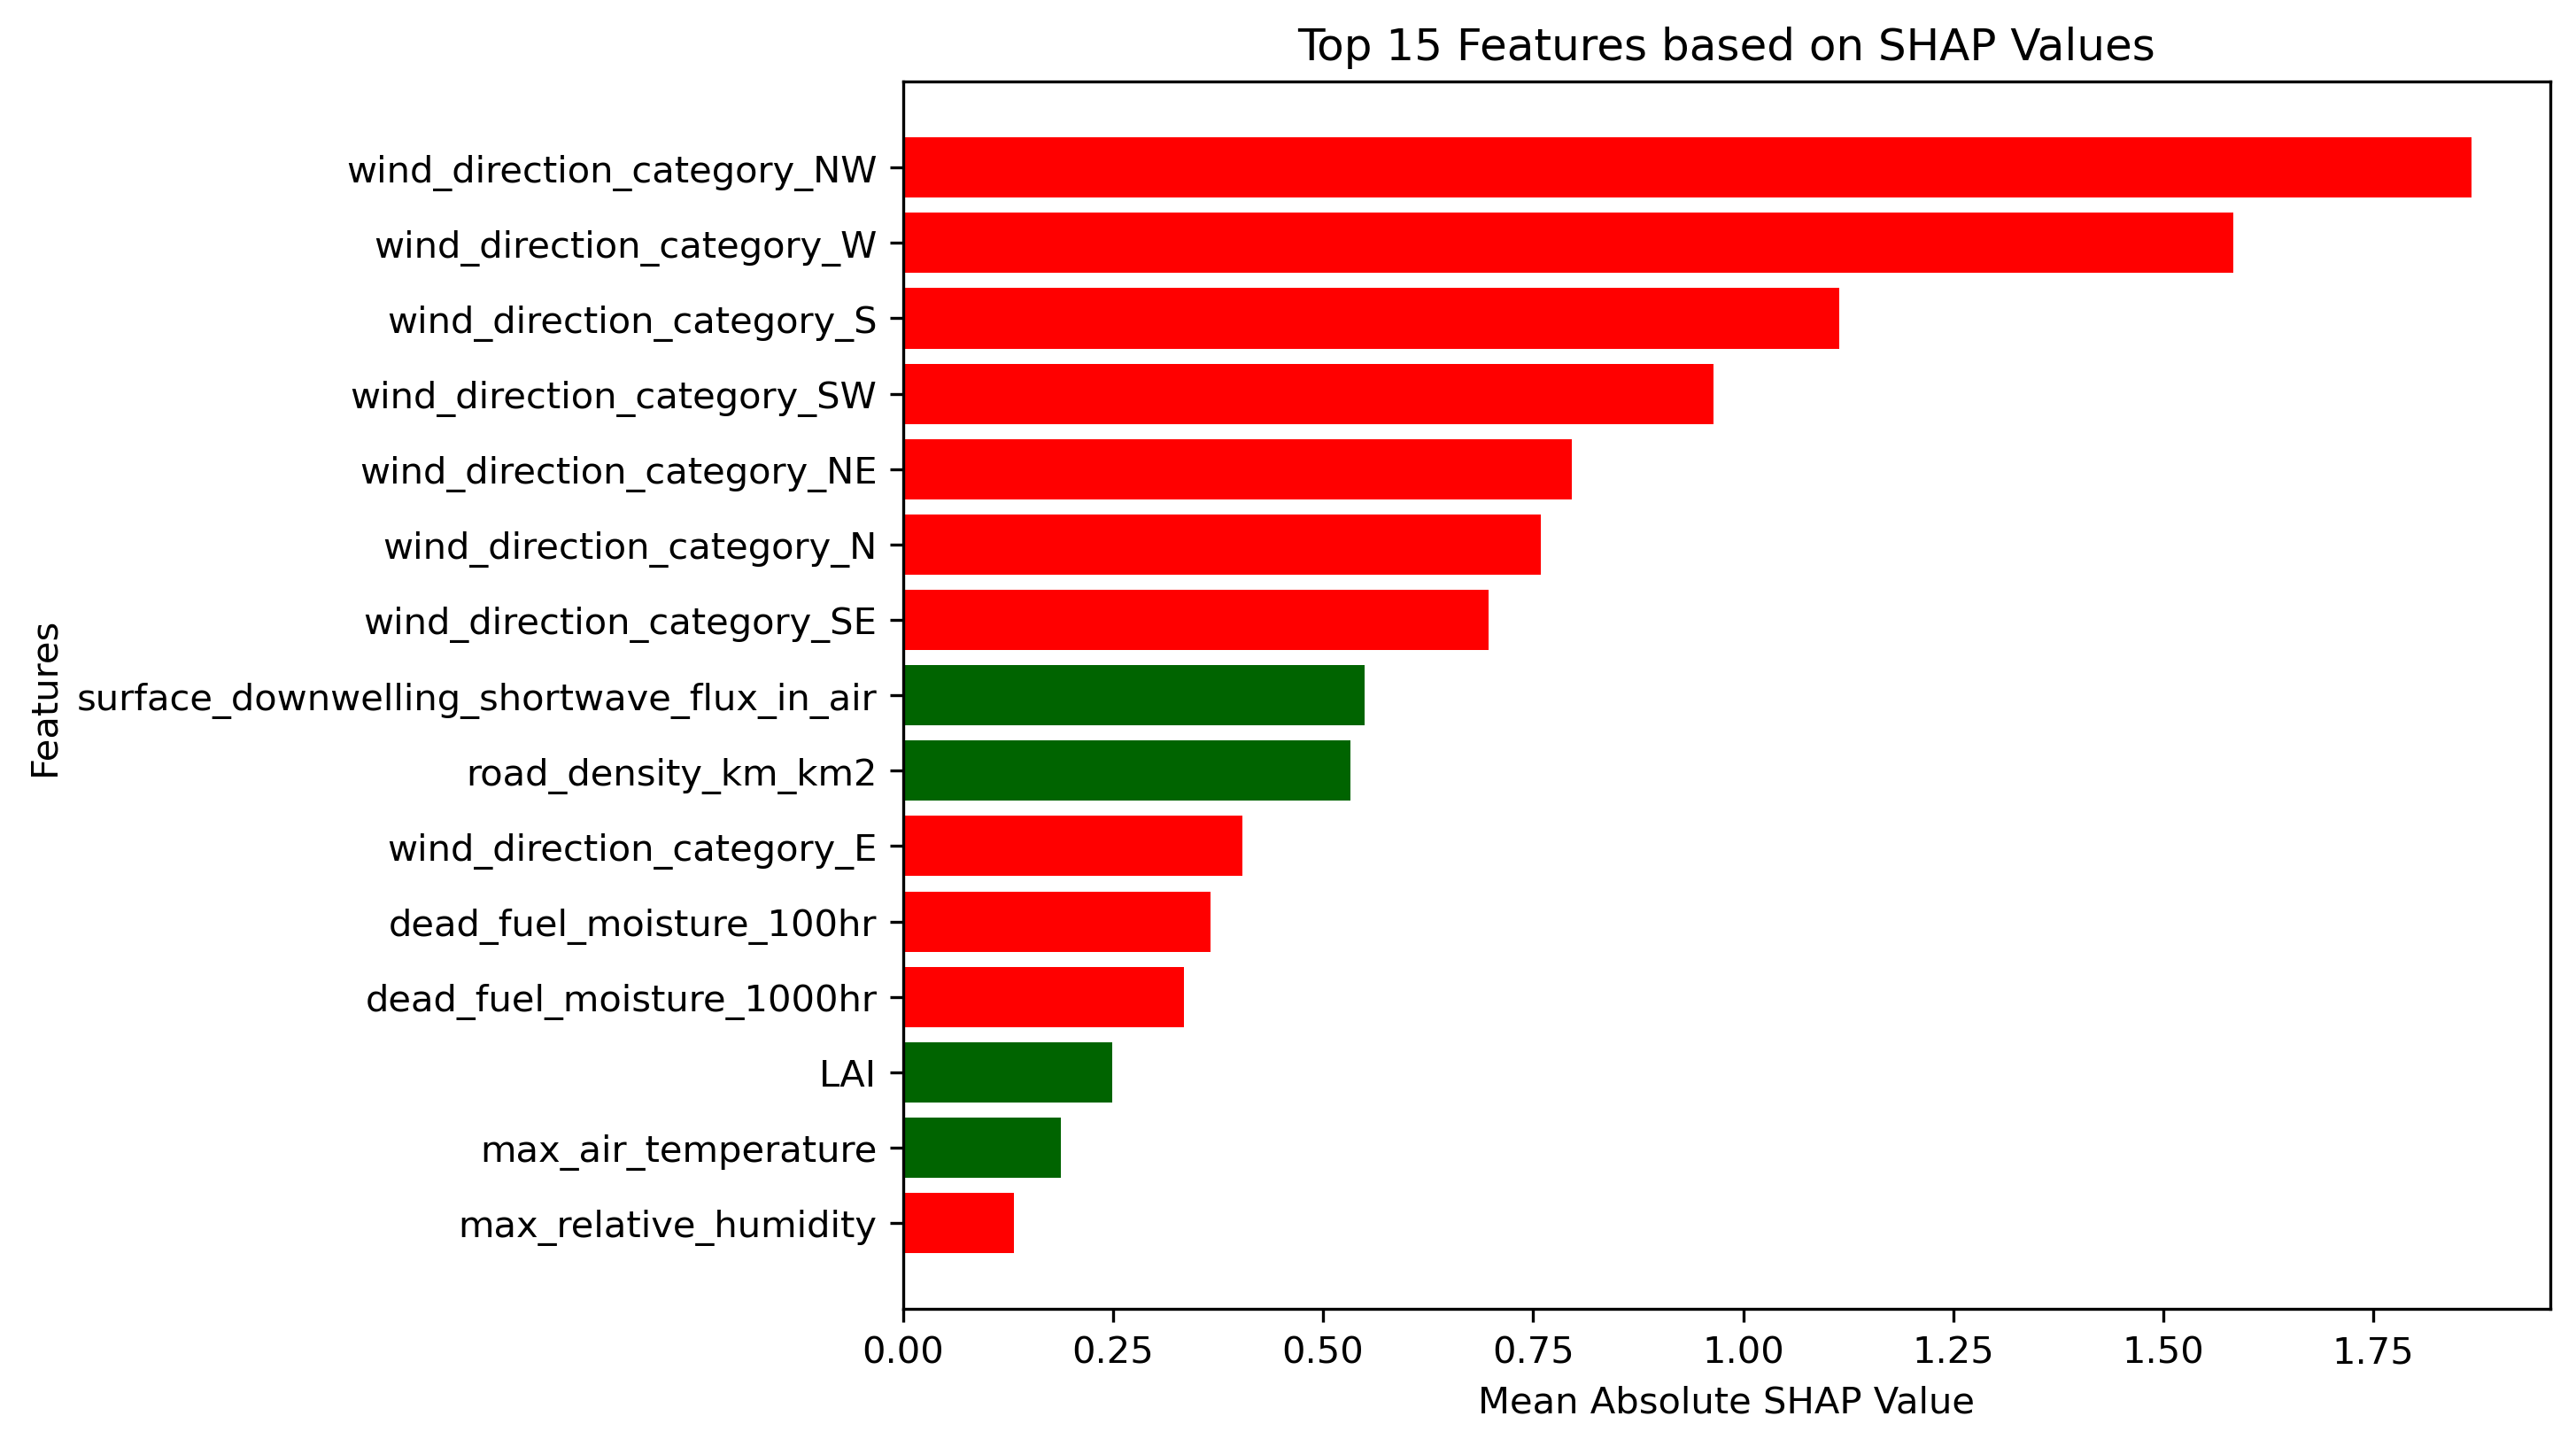 Top 15 Features based on SHAP Values
Features
wind_direction_category_NW
wind_direction_category_W
wind_direction_category_S
wind_direction_category_SW
wind_direction_category_NE
wind_direction_category_N
wind_direction_category_SE
surface_downwelling_shortwave_flux_in_air
road_density_km_km2
wind_direction_category_E
dead_fuel_moisture_100hr
dead_fuel_moisture_1000hr
LAI
max_air_temperature
max_relative_humidity
0.00 0.25 0.50 0.75 1.00 1.25 1.50 1.75
Mean Absolute SHAP Value